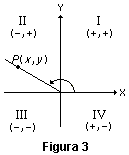 Y
II I
(-,+) (+,+)
P(x,y)
X
III IV
(-,-) (+,-)
Figura 3